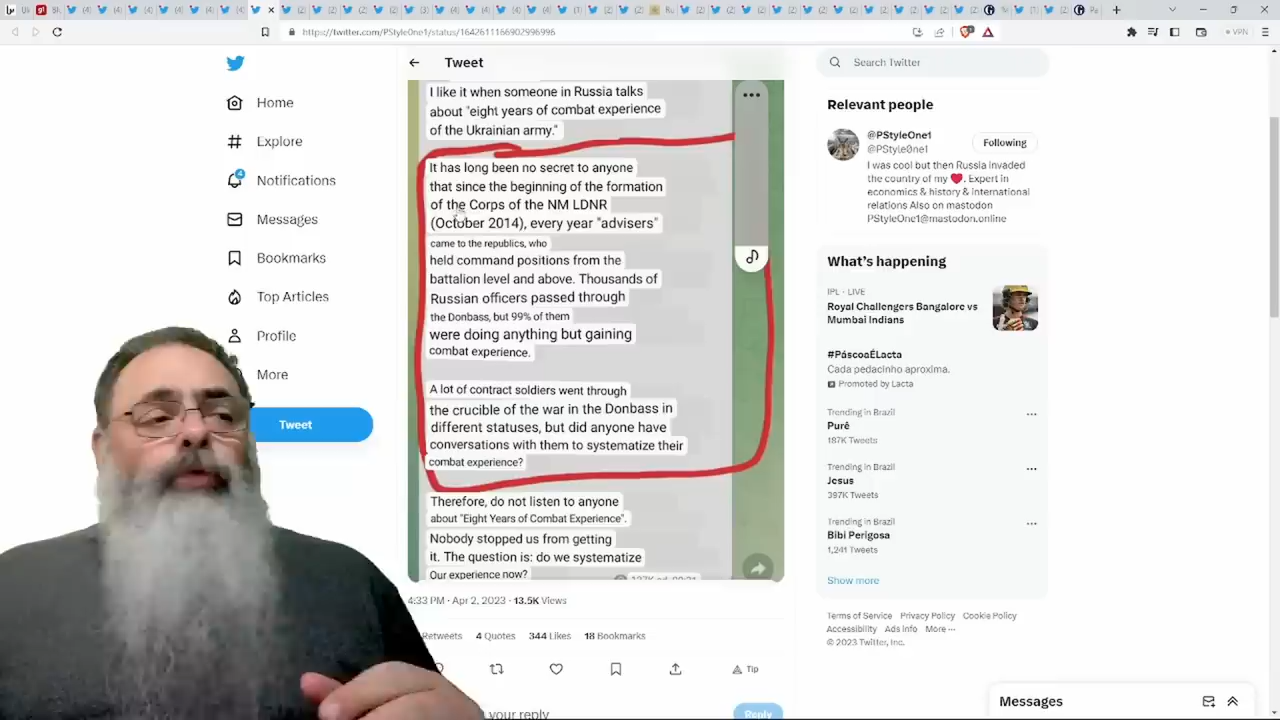 https://twitter.com/PStyle0ne1/status/1642611166902996996
VPN
Tweet
Search Twitter
Home
Explore
4
Notifications
Messages
Bookmarks
Top Articles
Profile
More
Tweet
I like it when someone in Russia talks
about "eight years of combat experience
of the Ukrainian army."
It has long been no secret to anyone
that since the beginning of the formation
of the Corps of the NM LDNR
(October 2014), every year "advisers"
came to the republics, who
held command positions from the
battalion level and above. Thousands of
Russian officers passed through
the Donbass, but 99% of them
were doing anything but gaining
combat experience.
A lot of contract soldiers went through
the crucible of the war in the Donbass in
different statuses, but did anyone have
conversations with them to systematize their
combat experience?
Therefore, do not listen to anyone
about "Eight Years of Combat Experience".
Nobody stopped us from getting
it. The question is: do we systematize
Our experience now?
4:33 PM · Apr 2, 2023 · 13.5K Views
Retweets 4 Quotes 344 Likes 18 Bookmarks
Tip
your reply
Reply
Relevant people
@PStyleOne1
@PStyle0ne1
Following
I was cool but then Russia invaded
the country of my ❤️. Expert in
economics & history & international
relations Also on mastodon
PStyleOne1@mastodon.online
What's happening
IPL · LIVE
Royal Challengers Bangalore vs
Mumbai Indians
#PáscoaÉLacta
Cada pedacinho aproxima.
Promoted by Lacta
Trending in Brazil
Purê
187K Tweets
Trending in Brazil
Jesus
397K Tweets
Trending in Brazil
Bibi Perigosa
1,241 Tweets
Show more
Terms of Service Privacy Policy Cookie Policy
Accessibility Ads info More ···
© 2023 Twitter, Inc.
Messages